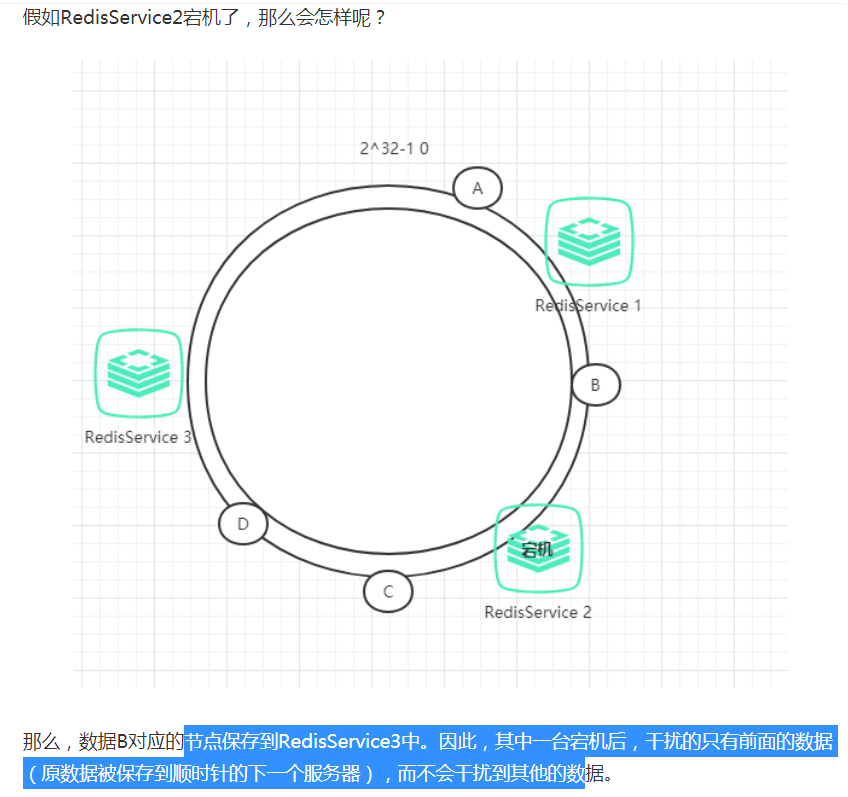 假如RedisService2宕机了，那么会怎样呢？
2^32-1 0
A
RedisService 1
B
RedisService 3
D
宕机
C
RedisService 2
那么，数据B对应的节点保存到RedisService3中。因此，其中一台宕机后，干扰的只有前面的数据
（原数据被保存到顺时针的下一个服务器），而不会干扰到其他的数据。